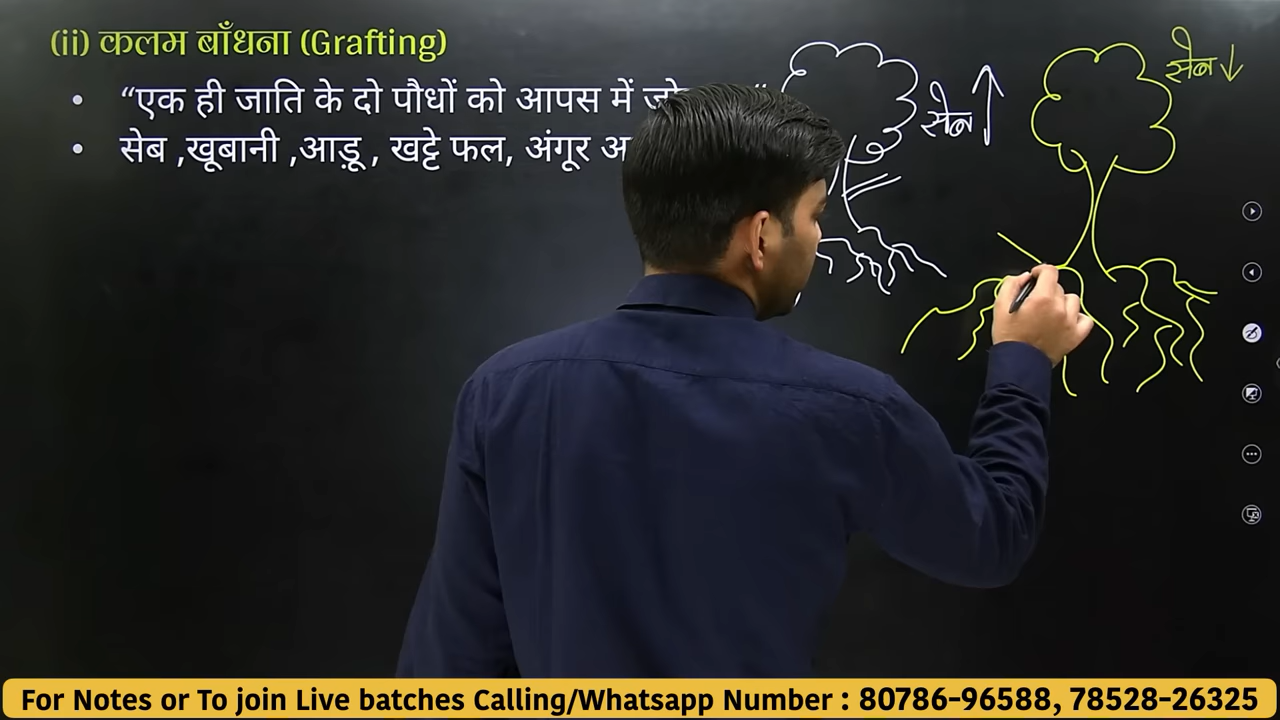 (ii) कलम बाँधना (Grafting)
• “एक ही जाति के दो पौधों को आपस में
• सेब ,खूबानी ,आड़ू , खट्टे फल, अंगूर
सेब
सेब
For Notes or To join Live batches Calling/Whatsapp Number : 80786-96588, 78528-26325